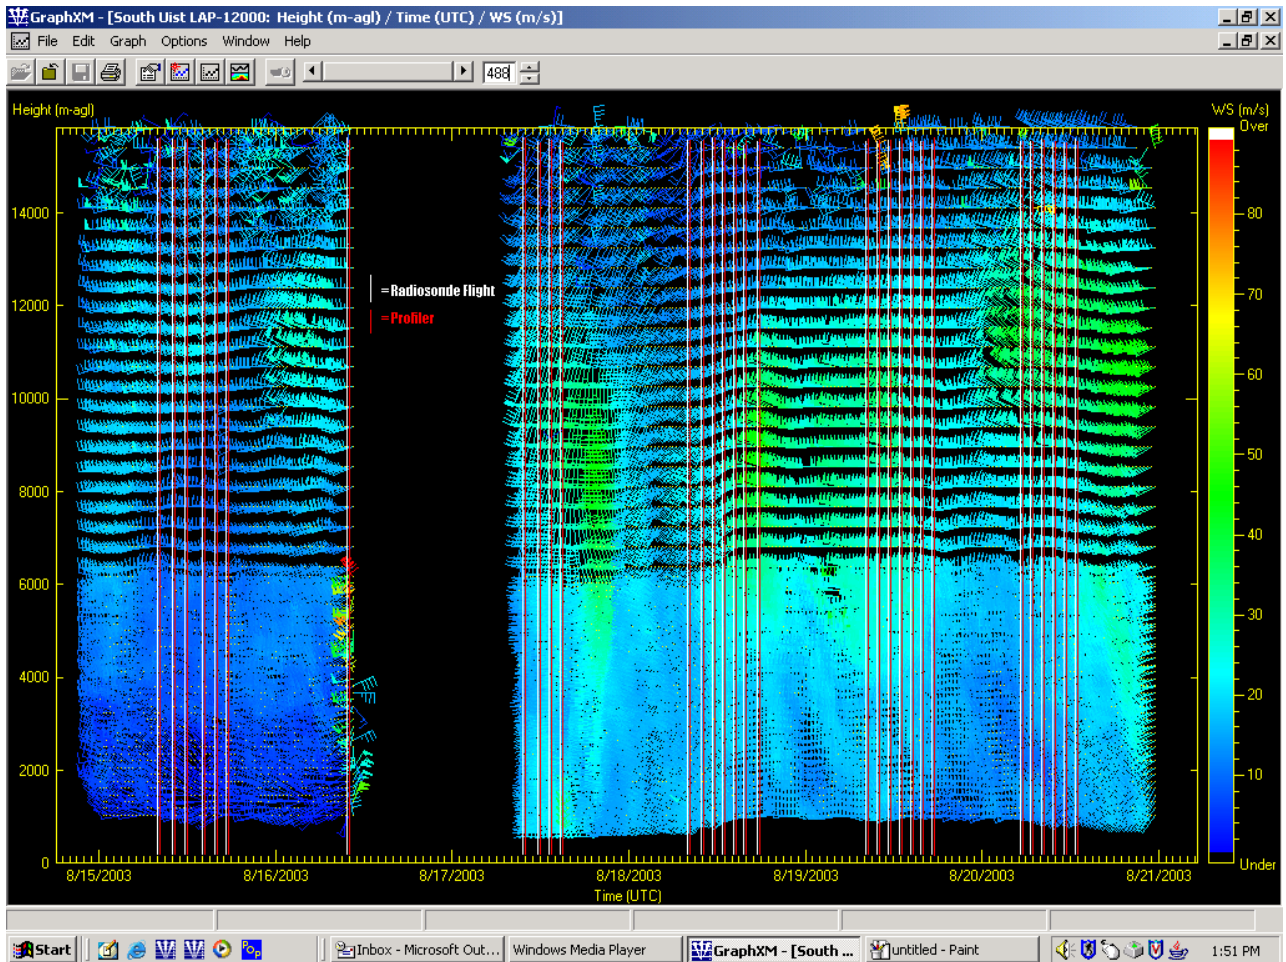 GraphXM - [South Uist LAP-12000: Height (m-agl) / Time (UTC) / WS (m/s)]
File Edit Graph Options Window Help
488
Height (m-agl)
WS (m/s)
Over
14000
12000
10000
8000
6000
4000
2000
0
=Radiosonde Flight
=Profiler
80
70
60
50
40
30
20
10
Under
8/15/2003 8/16/2003 8/17/2003 8/18/2003 8/19/2003 8/20/2003 8/21/2003
Time (UTC)
Start Inbox - Microsoft Out... Windows Media Player GraphXM - [South ... untitled - Paint 1:51 PM